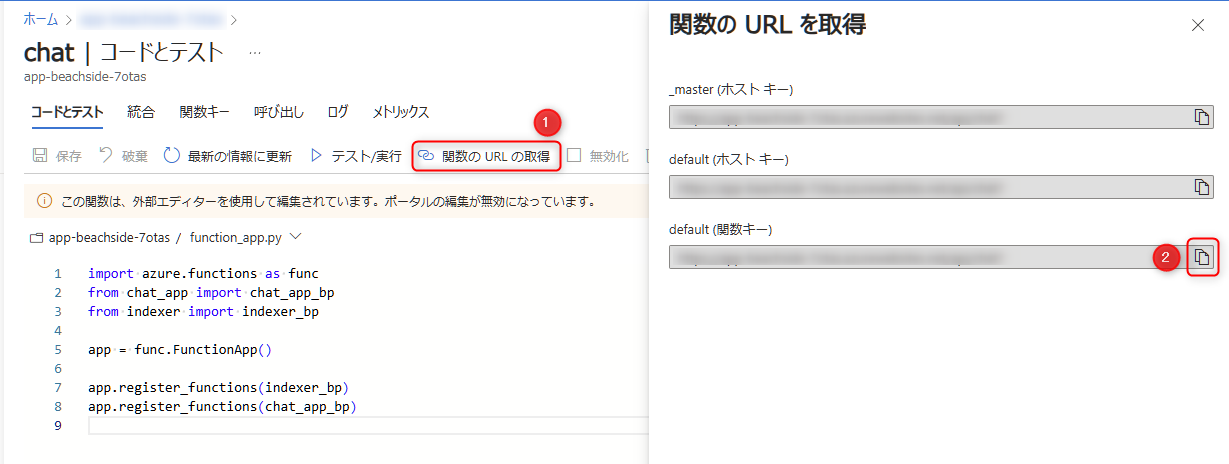 ホーム > >
chat | コードとテスト ...
app-beachside-7otas
コードとテスト 統合 関数キー 呼び出し ログ メトリックス
1
保存 破棄 最新の情報に更新 テスト/実行 関数の URL の取得 無効化
この関数は、外部エディターを使用して編集されています。ポータルの編集が無効になっています。
app-beachside-7otas / function_app.py
1 import azure.functions as func
2 from chat_app import chat_app_bp
3 from indexer import indexer_bp
4
5 app = func.FunctionApp()
6
7 app.register_functions(indexer_bp)
8 app.register_functions(chat_app_bp)
9
関数の URL を取得
_master (ホスト キー)
default (ホスト キー)
default (関数キー)
2